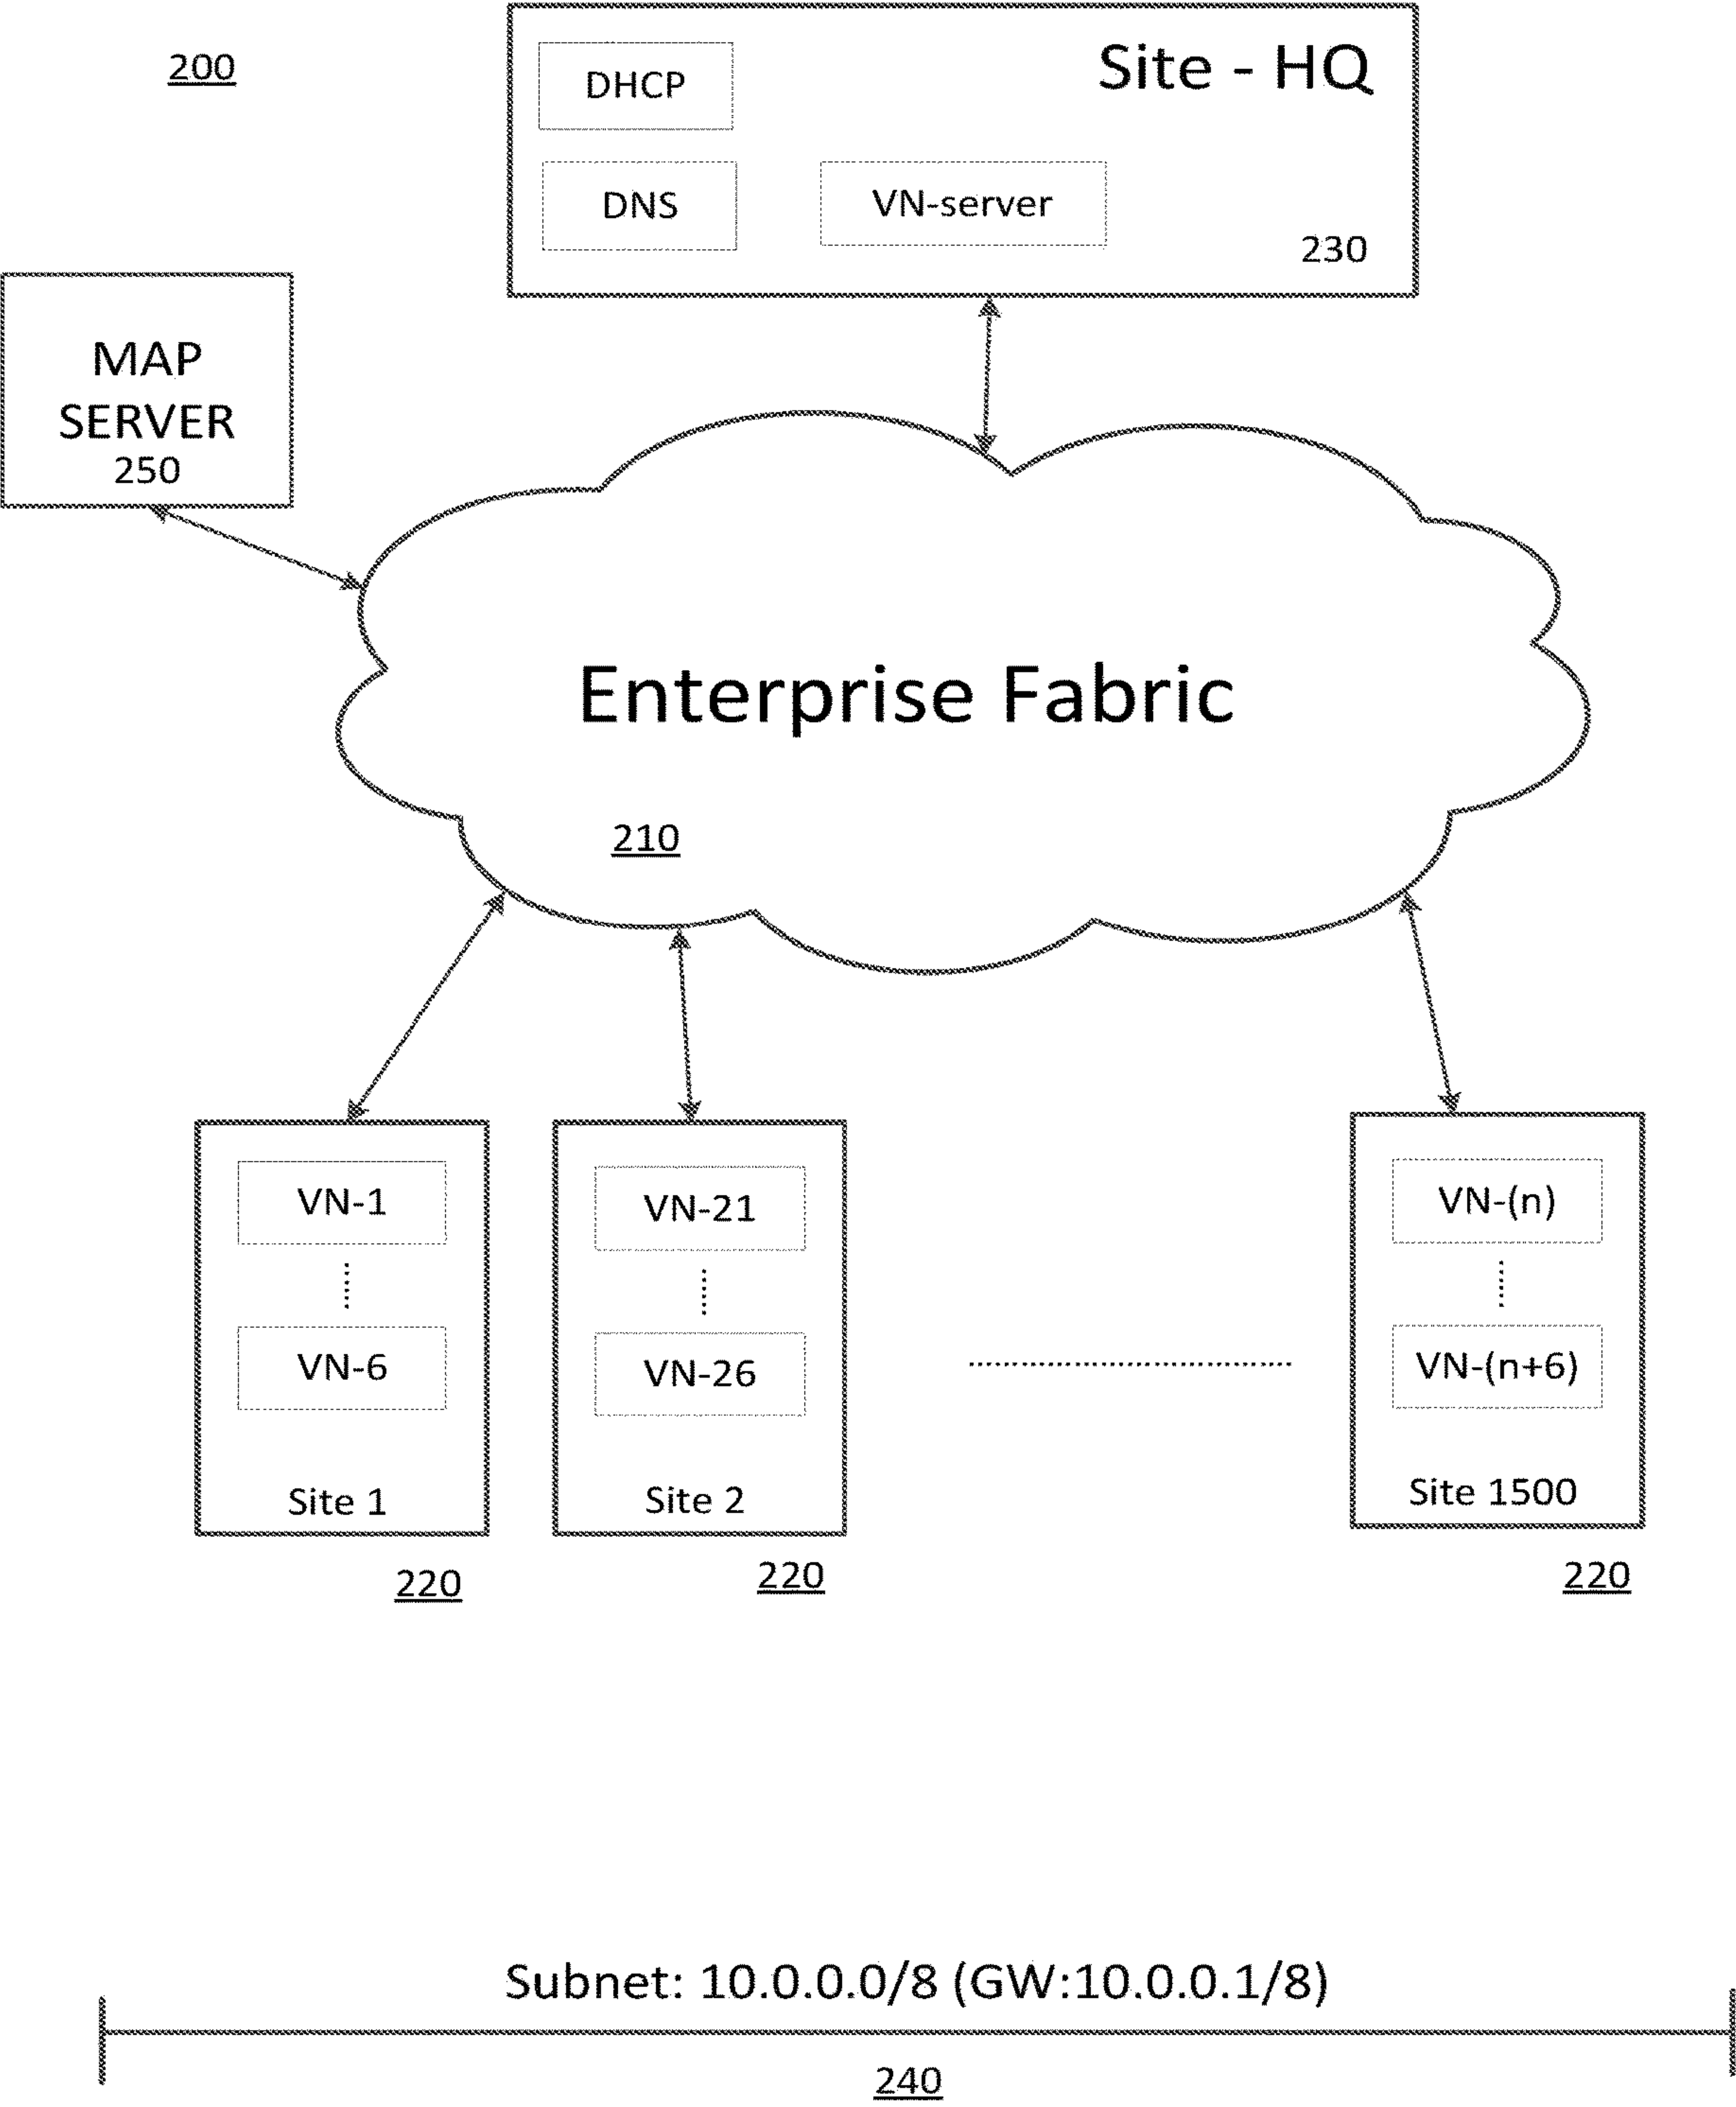 200
Site - HQ
DHCP
DNS
VN-server
230
MAP
SERVER
250
Enterprise Fabric
210
VN-1
VN-6
Site 1
220
VN-21
VN-26
Site 2
220
VN-(n)
VN-(n+6)
Site 1500
220
Subnet: 10.0.0.0/8 (GW:10.0.0.1/8)
240